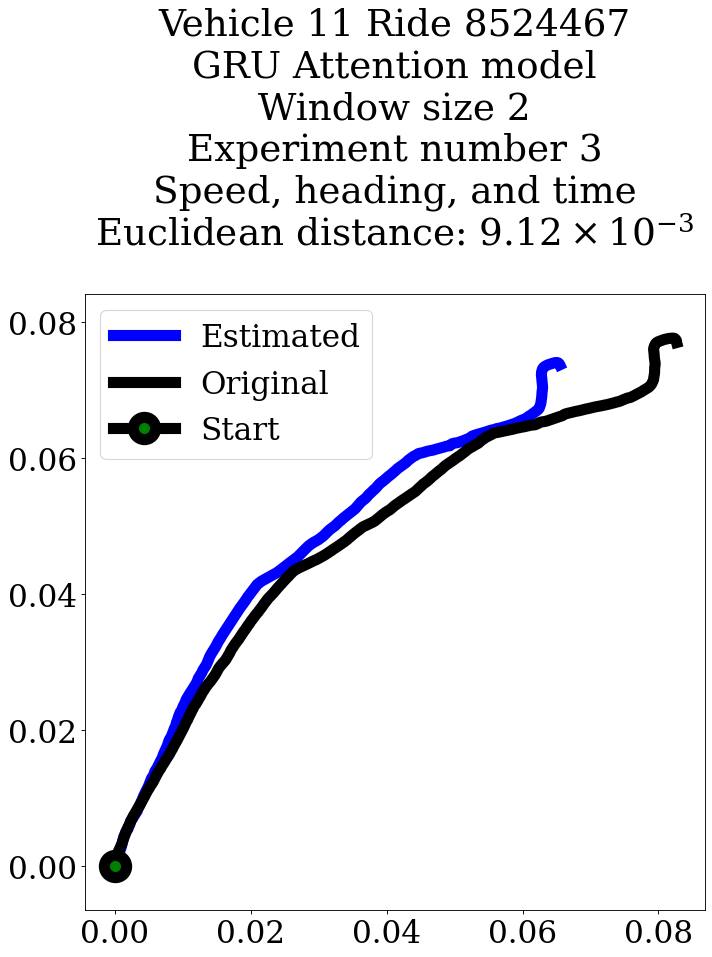 Vehicle 11 Ride 8524467
GRU Attention model
Window size 2
Experiment number 3
Speed, heading, and time
Euclidean distance: 9.12 × 10⁻³
Estimated
Original
Start
0.08
0.06
0.04
0.02
0.00
0.00 0.02 0.04 0.06 0.08